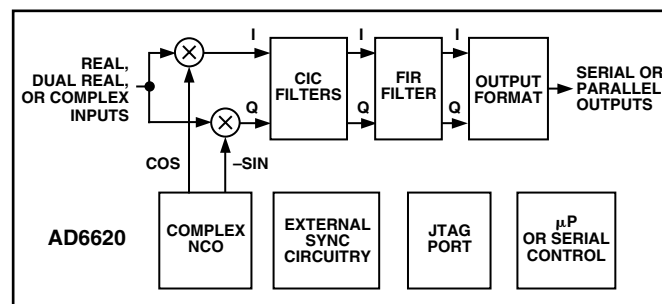 REAL,
DUAL REAL,
OR COMPLEX
INPUTS
I
Q
COS
–SIN
CIC
FILTERS
I
Q
FIR
FILTER
I
Q
OUTPUT
FORMAT
SERIAL OR
PARALLEL
OUTPUTS
AD6620
COMPLEX
NCO
EXTERNAL
SYNC
CIRCUITRY
JTAG
PORT
μP
OR SERIAL
CONTROL